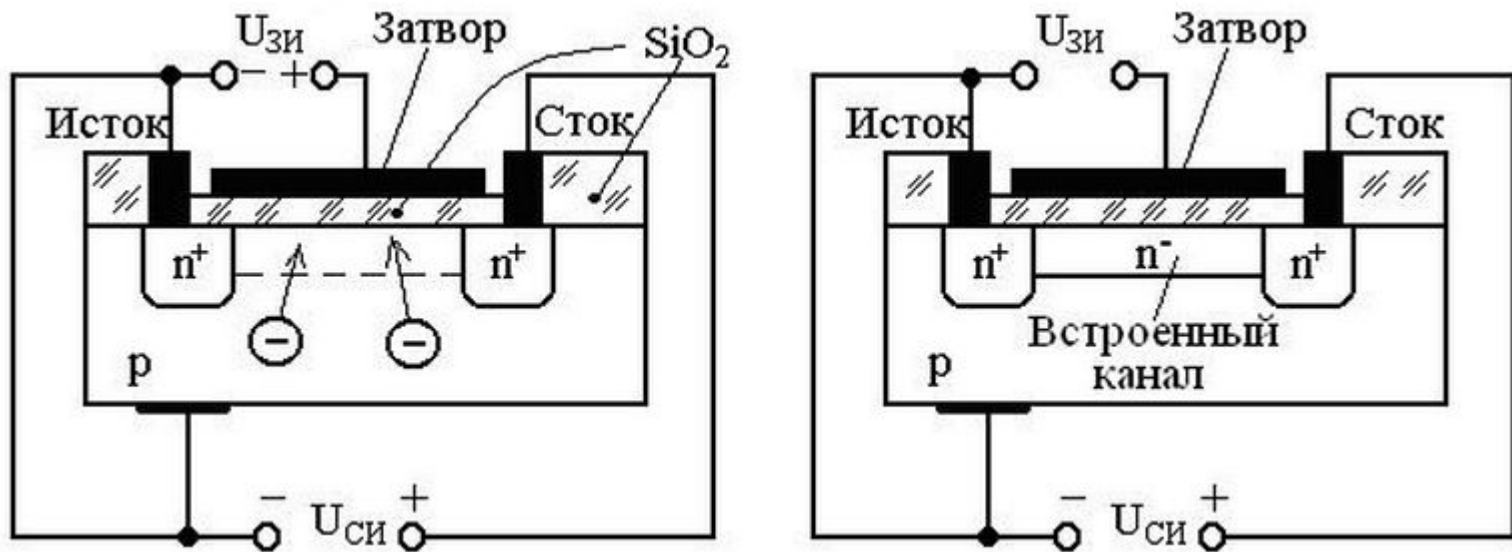 UЗИ
− +
Затвор
SiO₂
Исток
Сток
n⁺
n⁺
−
−
p
− UСИ +
UЗИ
Затвор
Исток
Сток
n⁺
n⁻
n⁺
Встроенный
канал
p
− UСИ +